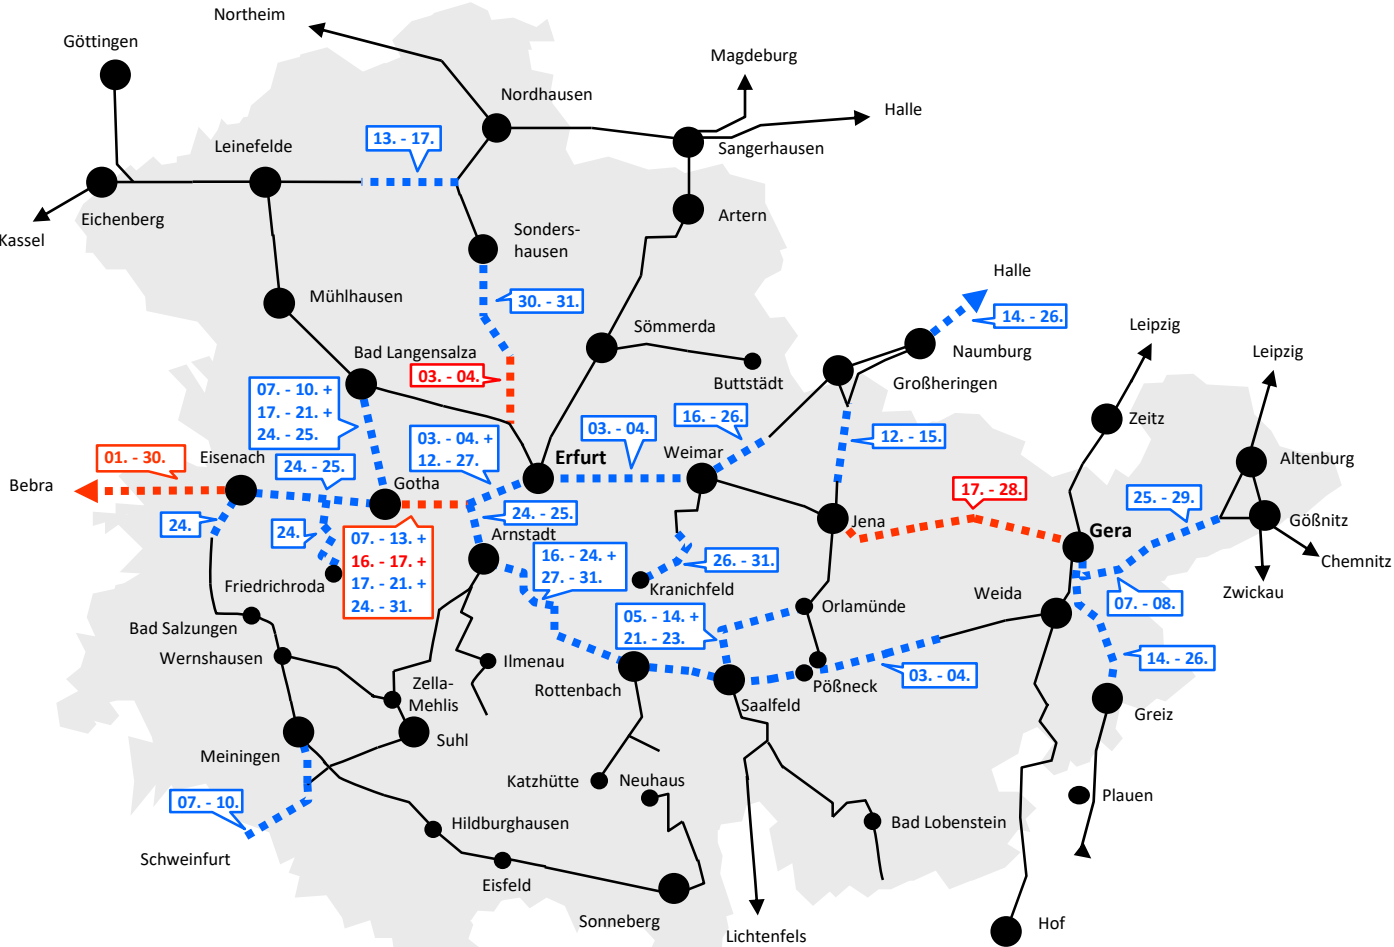 Northeim
Göttingen
Magdeburg
Nordhausen
Halle
13. - 17.
Leinefelde
Sangerhausen
Eichenberg
Artern
Kassel
Sonders-
hausen
Halle
Mühlhausen
30. - 31.
14. - 26.
Sömmerda
Leipzig
Bad Langensalza
Naumburg
Leipzig
03. - 04.
Buttstädt
Großheringen
07. - 10. +
17. - 21. +
24. - 25.
16. - 26.
Zeitz
03. - 04. +
12. - 27.
03. - 04.
12. - 15.
01. - 30.
Eisenach
24. - 25.
Erfurt
Weimar
Altenburg
Bebra
Gotha
17. - 28.
25. - 29.
24.
24.
24. - 25.
Jena
Gera
Gößnitz
Arnstadt
07. - 13. +
16. - 17. +
17. - 21. +
24. - 31.
16. - 24. +
27. - 31.
26. - 31.
Chemnitz
Friedrichroda
Kranichfeld
Weida
Zwickau
07. - 08.
Orlamünde
Bad Salzungen
05. - 14. +
21. - 23.
Wernshausen
Ilmenau
14. - 26.
Zella-
Mehlis
Rottenbach
Pößneck
03. - 04.
Saalfeld
Greiz
Suhl
Meiningen
Katzhütte
Neuhaus
Plauen
07. - 10.
Hildburghausen
Bad Lobenstein
Schweinfurt
Eisfeld
Sonneberg
Hof
Lichtenfels